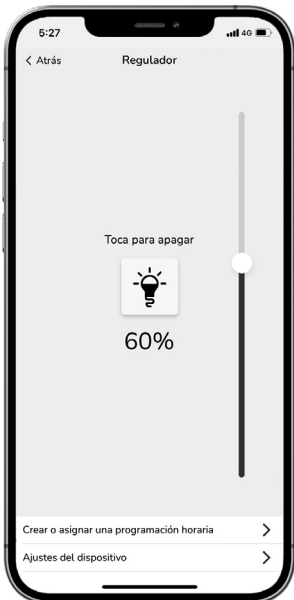 5:27
4G
Atrás
Regulador
Toca para apagar
60%
Crear o asignar una programación horaria
Ajustes del dispositivo